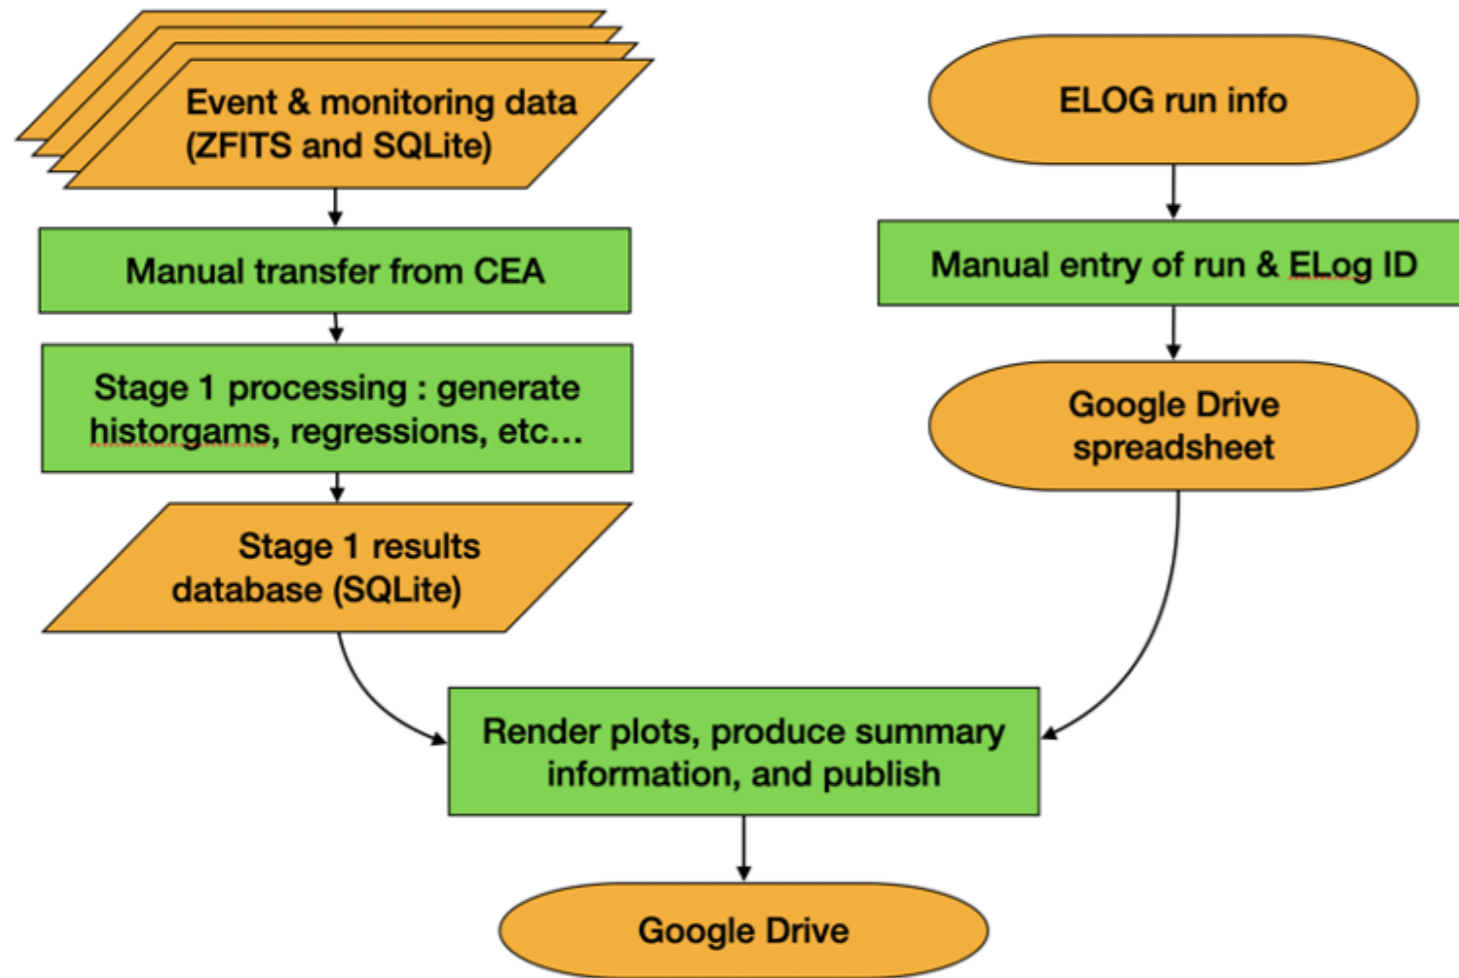 Event & monitoring data
(ZFITS and SQLite)
Manual transfer from CEA
Stage 1 processing : generate
historgams, regressions, etc...
Stage 1 results
database (SQLite)
ELOG run info
Manual entry of run & ELog ID
Google Drive
spreadsheet
Render plots, produce summary
information, and publish
Google Drive